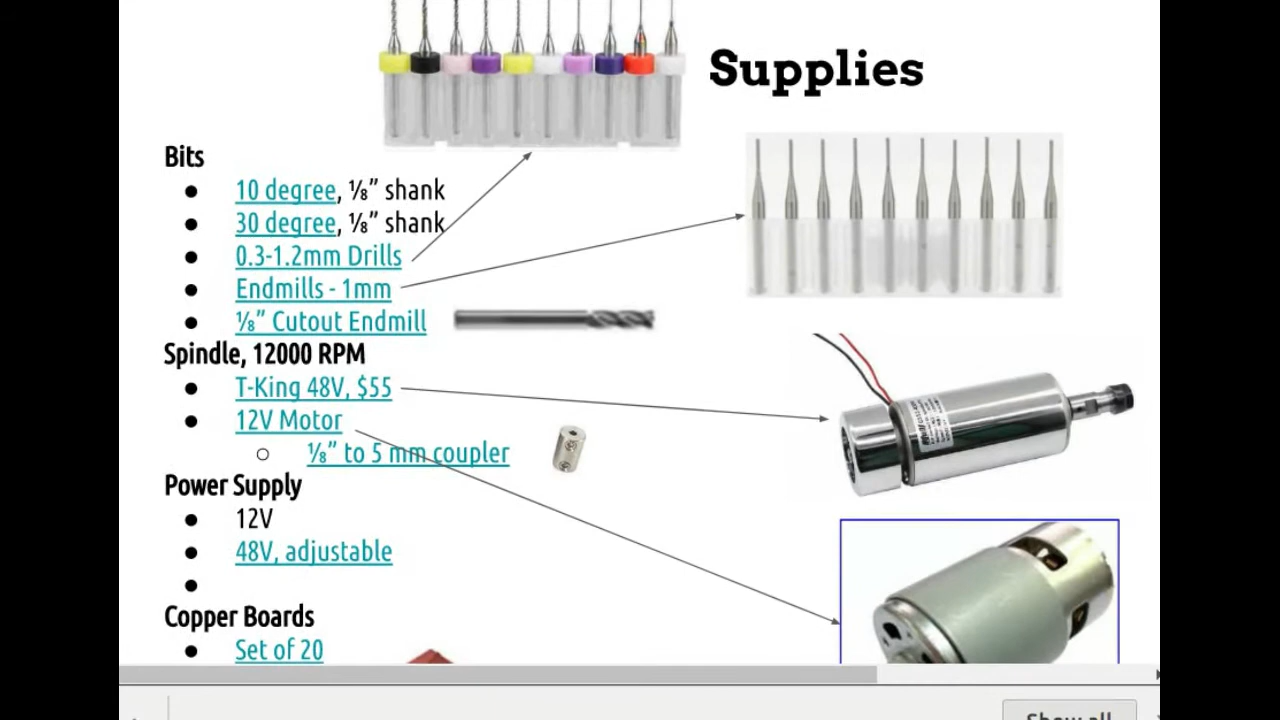 Supplies
Bits
● 10 degree, ⅛” shank
● 30 degree, ⅛” shank
● 0.3-1.2mm Drills
● Endmills - 1mm
● ⅛” Cutout Endmill
Spindle, 12000 RPM
● T-King 48V, $55
● 12V Motor
○ ⅛” to 5 mm coupler
Power Supply
● 12V
● 48V, adjustable
●
Copper Boards
● Set of 20
Show all